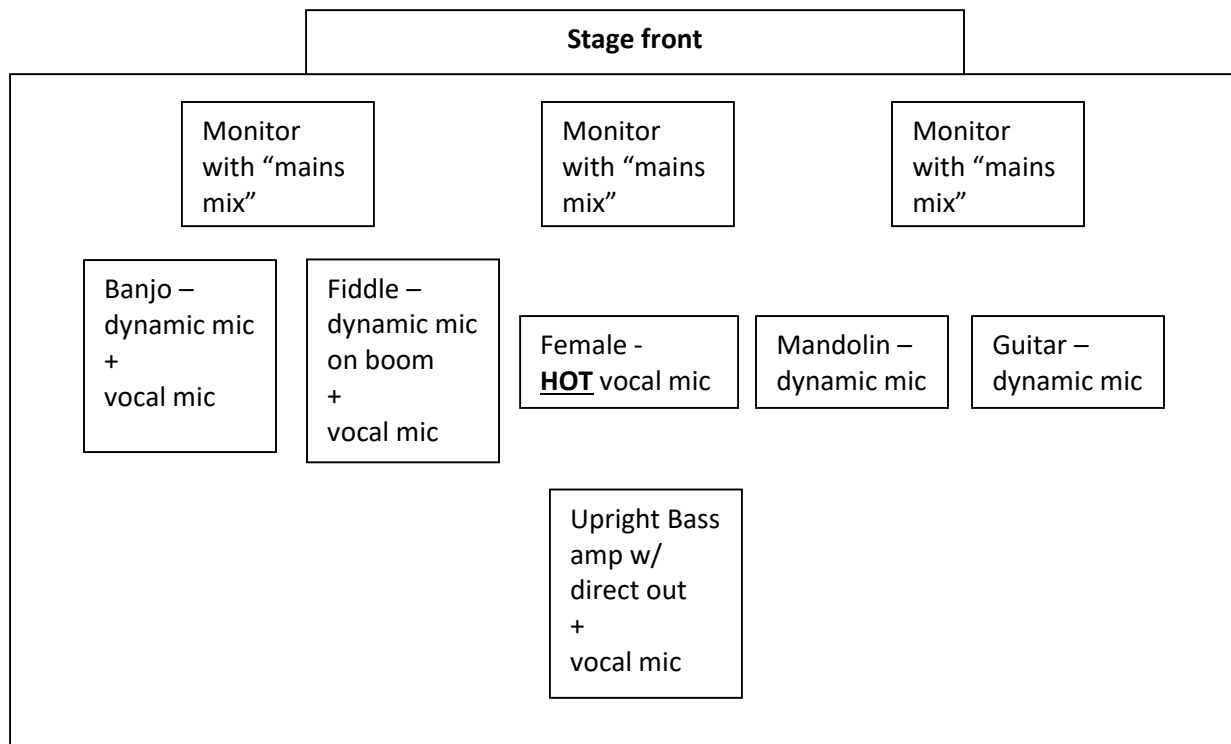 Stage front
Monitor
with “mains
mix”
Monitor
with “mains
mix”
Monitor
with “mains
mix”
Banjo –
dynamic mic
+
vocal mic
Fiddle –
dynamic mic
on boom
+
vocal mic
Female -
HOT vocal mic
Mandolin –
dynamic mic
Guitar –
dynamic mic
Upright Bass
amp w/
direct out
+
vocal mic